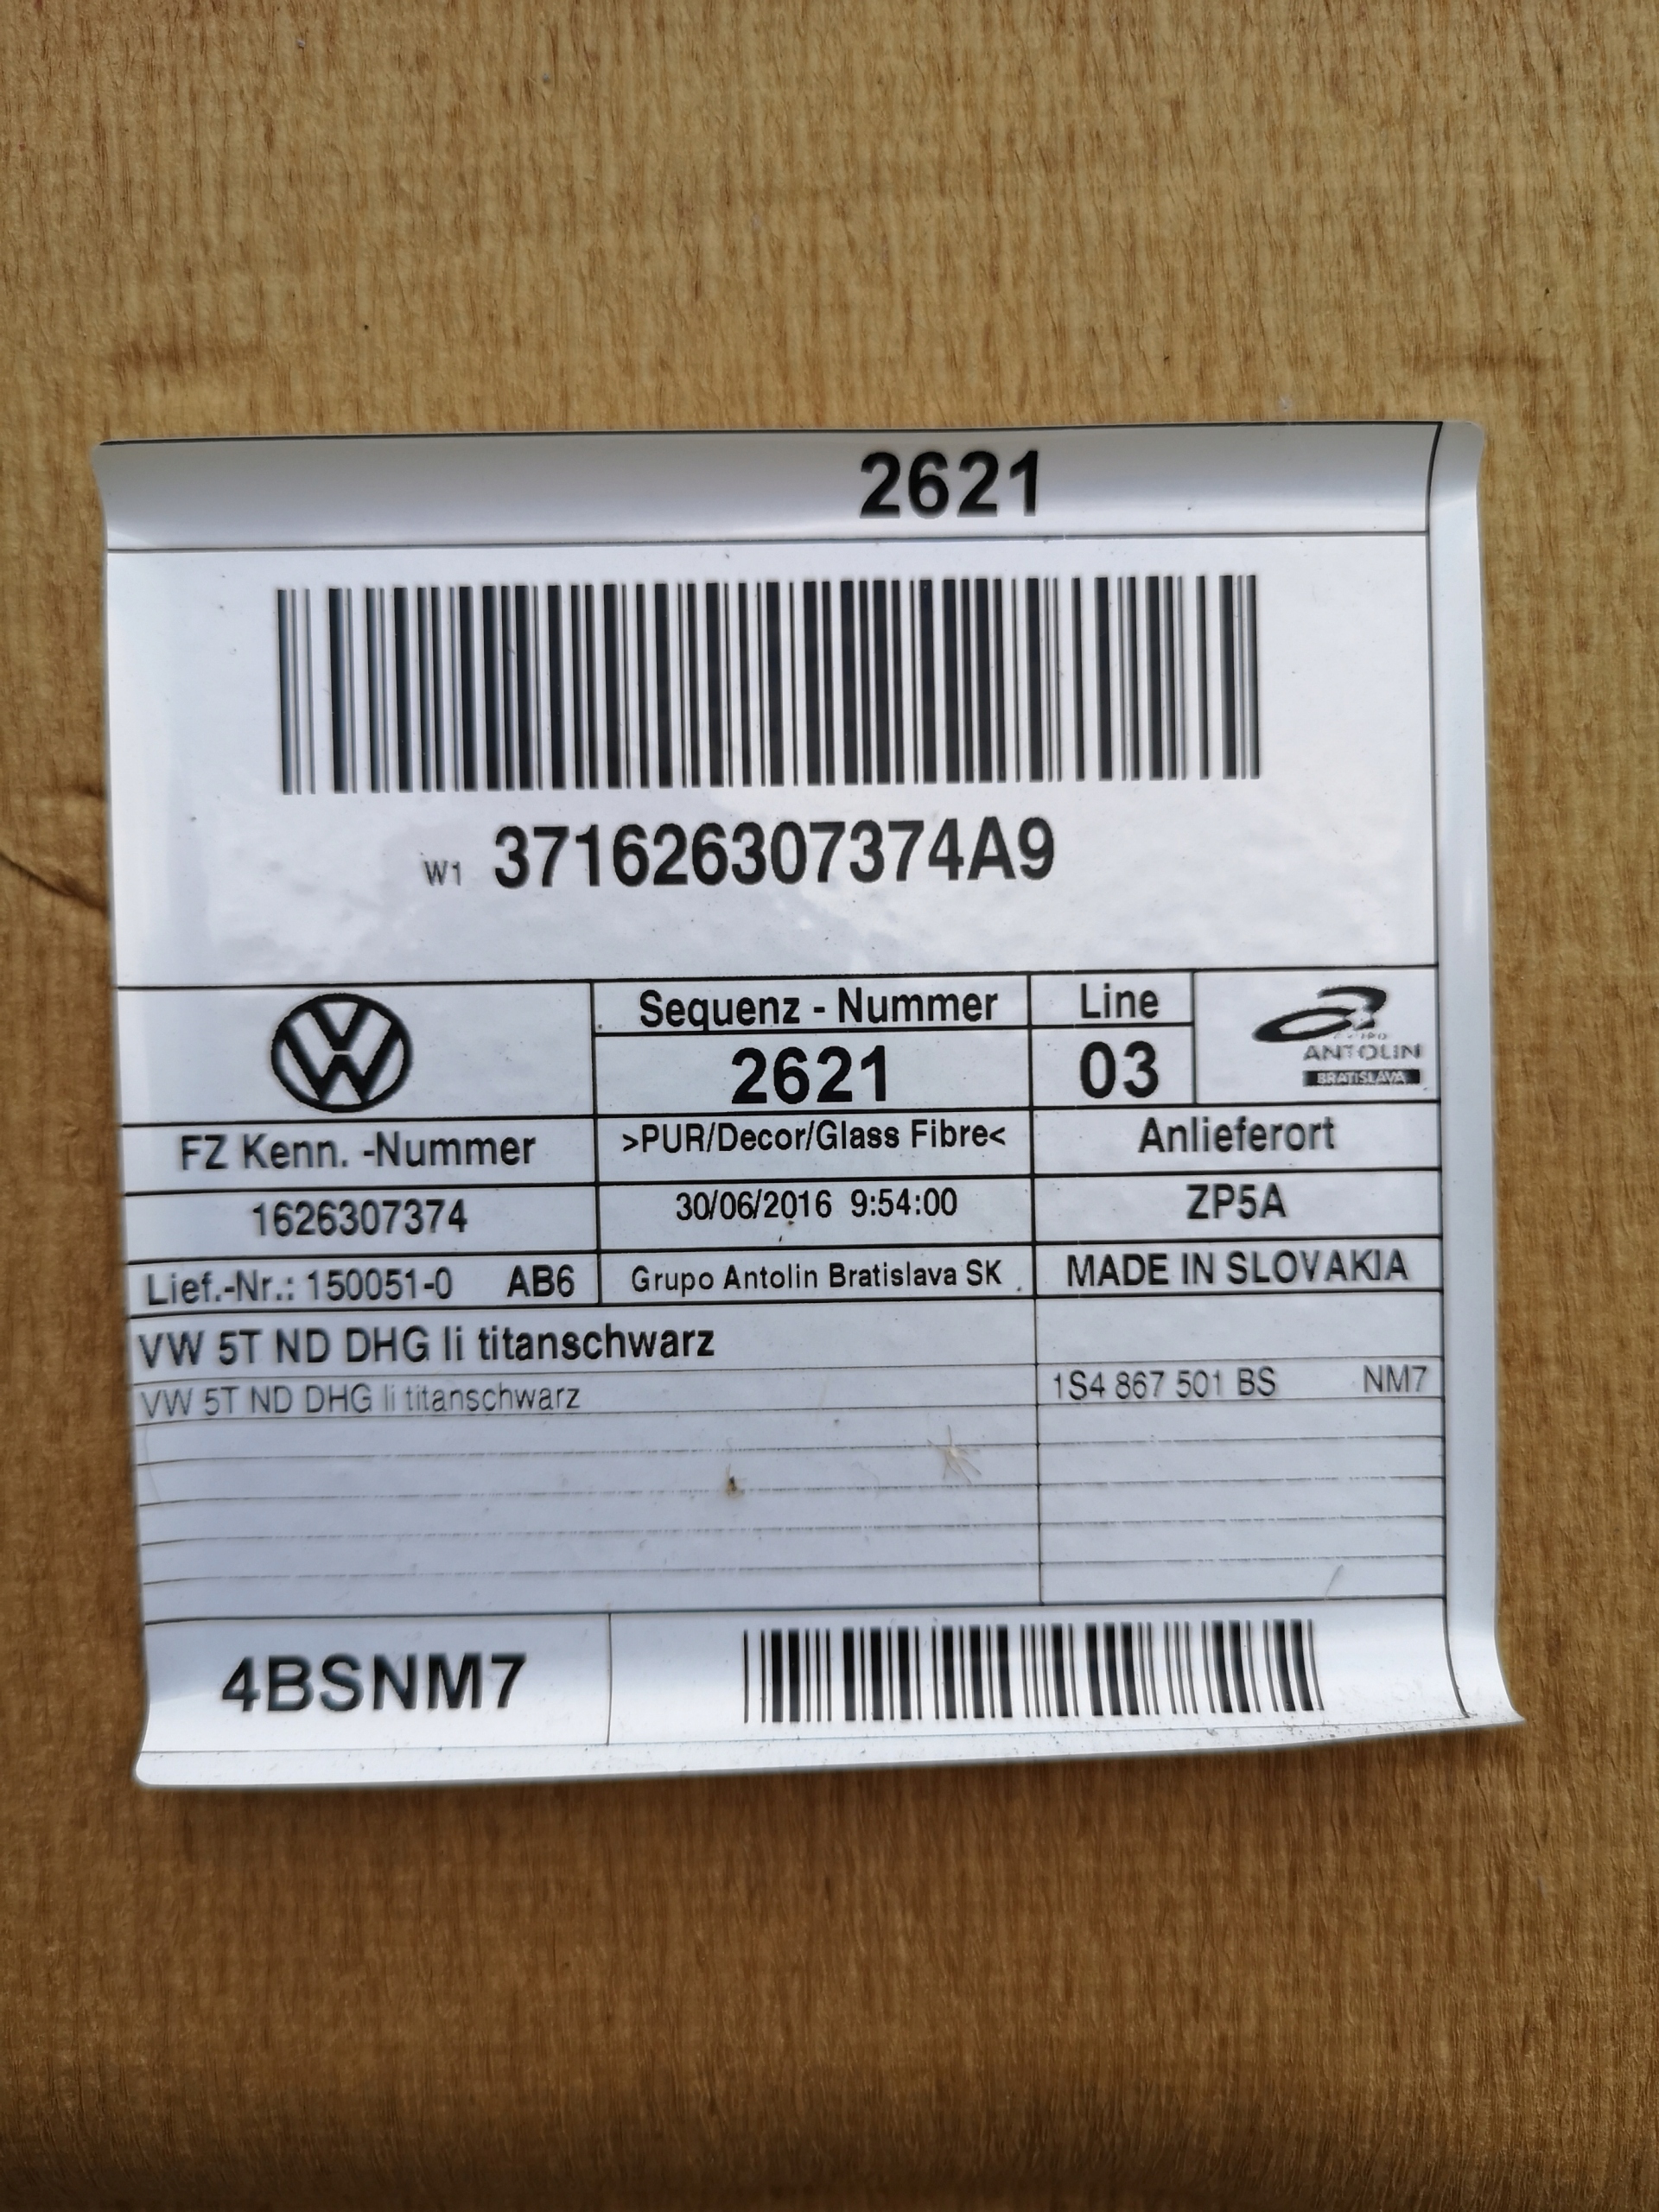 2621
W1 371626307374A9
Sequenz - Nummer
Line
2621
03
ANTOLIN
BRATISLAVA
FZ Kenn. -Nummer
>PUR/Decor/Glass Fibre<
Anlieferort
1626307374
30/06/2016 9:54:00
ZP5A
Lief.-Nr.: 150051-0 AB6
Grupo Antolin Bratislava SK
MADE IN SLOVAKIA
VW 5T ND DHG li titanschwarz
VW 5T ND DHG li titanschwarz
1S4 867 501 BS NM7
4BSNM7